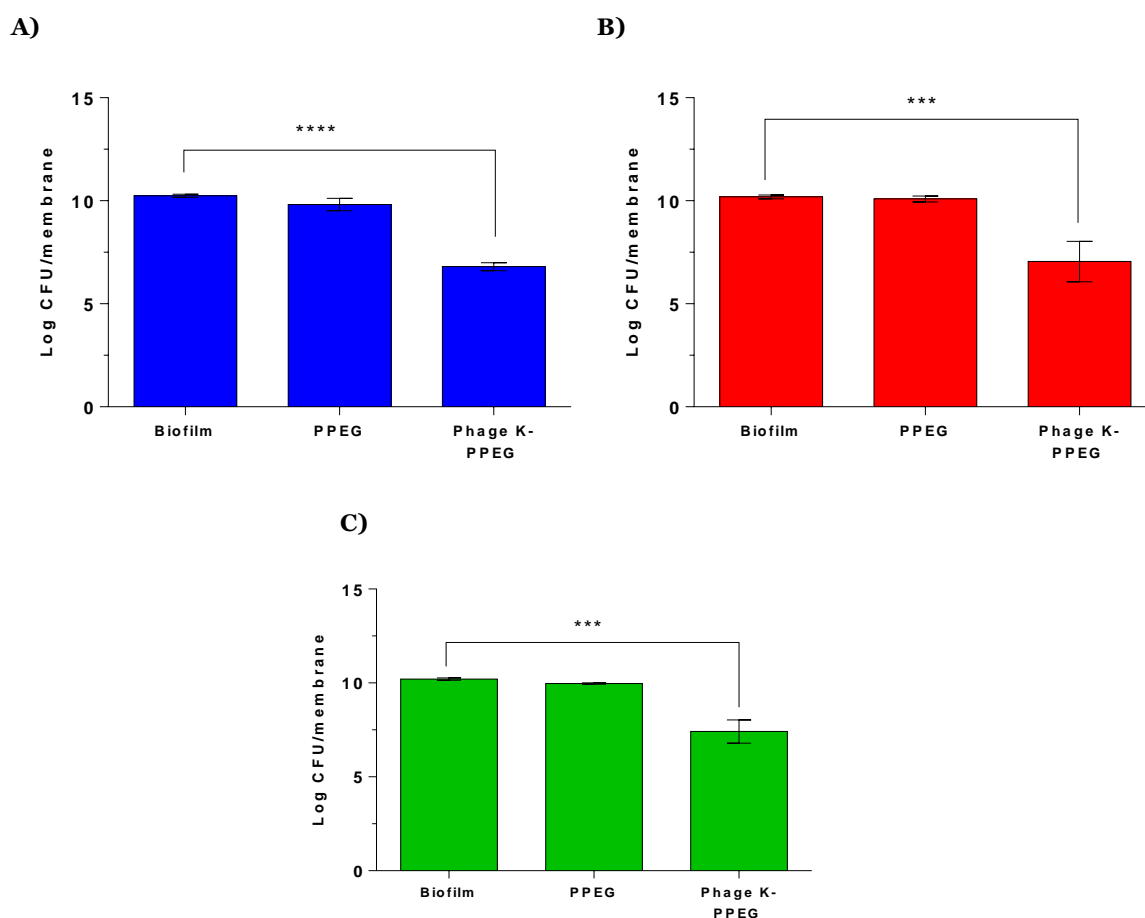 A)
15
10
5
0
Log CFU/membrane
****
Biofilm
PPEG
Phage K-
PPEG
B)
15
10
5
0
Log CFU/membrane
***
Biofilm
PPEG
Phage K-
PPEG
C)
15
10
5
0
Log CFU/membrane
***
Biofilm
PPEG
Phage K-
PPEG